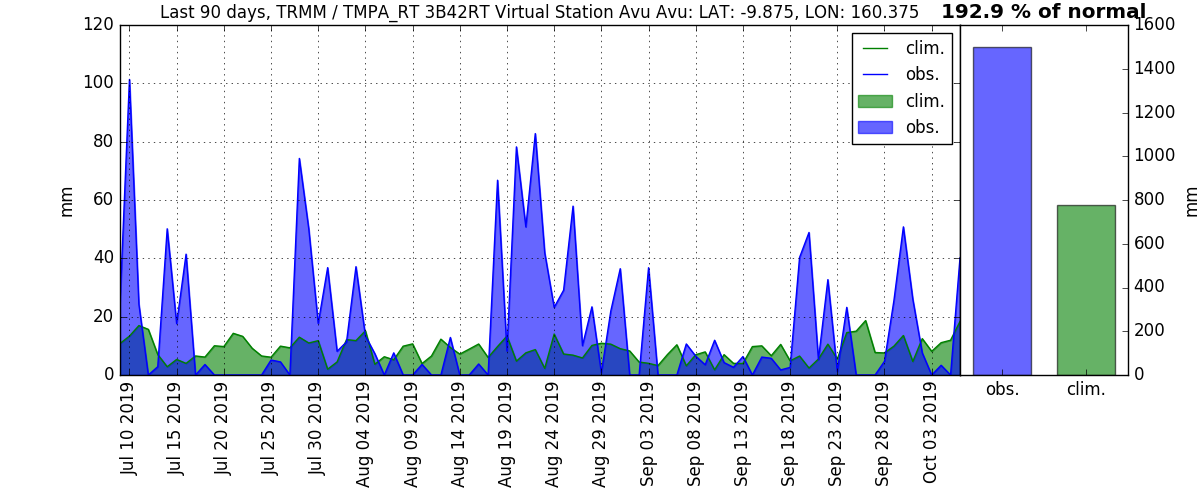 Last 90 days, TRMM / TMPA_RT 3B42RT Virtual Station Avu Avu: LAT: -9.875, LON: 160.375 192.9 % of normal
120 1600
100 1400
80 1200
60 1000
40 800
20 600
0 400
200
0
mm
mm
clim.
obs.
clim.
obs.
obs. clim.
Jul 10 2019
Jul 15 2019
Jul 20 2019
Jul 25 2019
Jul 30 2019
Aug 04 2019
Aug 09 2019
Aug 14 2019
Aug 19 2019
Aug 24 2019
Aug 29 2019
Sep 03 2019
Sep 08 2019
Sep 13 2019
Sep 18 2019
Sep 23 2019
Sep 28 2019
Oct 03 2019